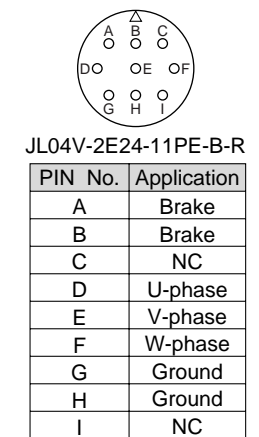 A B C
D E F
G H I
JL04V-2E24-11PE-B-R
PIN No. Application
A Brake
B Brake
C NC
D U-phase
E V-phase
F W-phase
G Ground
H Ground
I NC